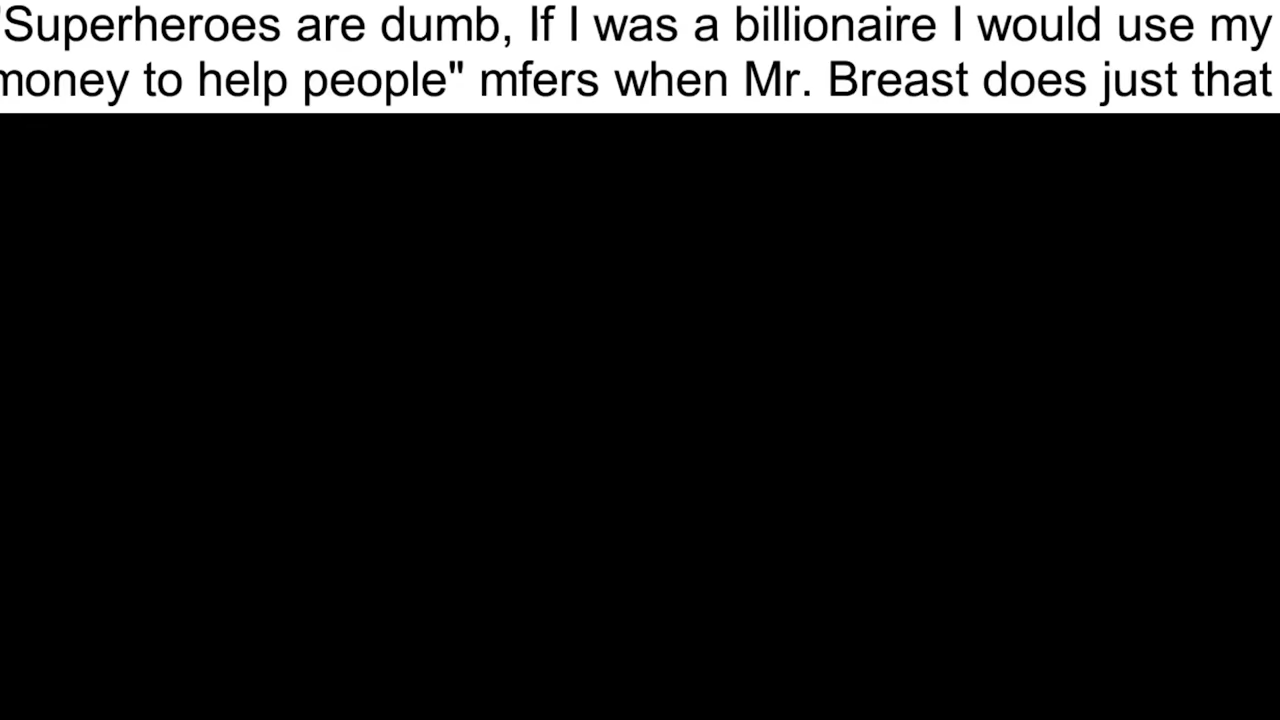 "Superheroes are dumb, If I was a billionaire I would use my
money to help people" mfers when Mr. Breast does just that